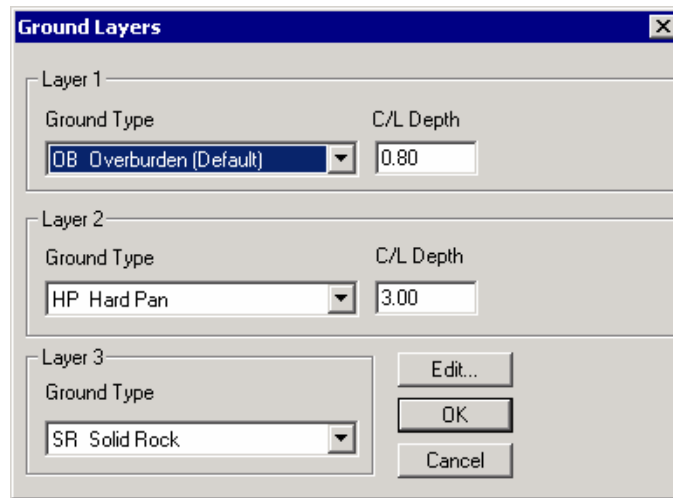 Ground Layers
Layer 1
Ground Type C/L Depth
OB Overburden (Default) 0.80
Layer 2
Ground Type C/L Depth
HP Hard Pan 3.00
Layer 3
Ground Type
SR Solid Rock
Edit...
OK
Cancel